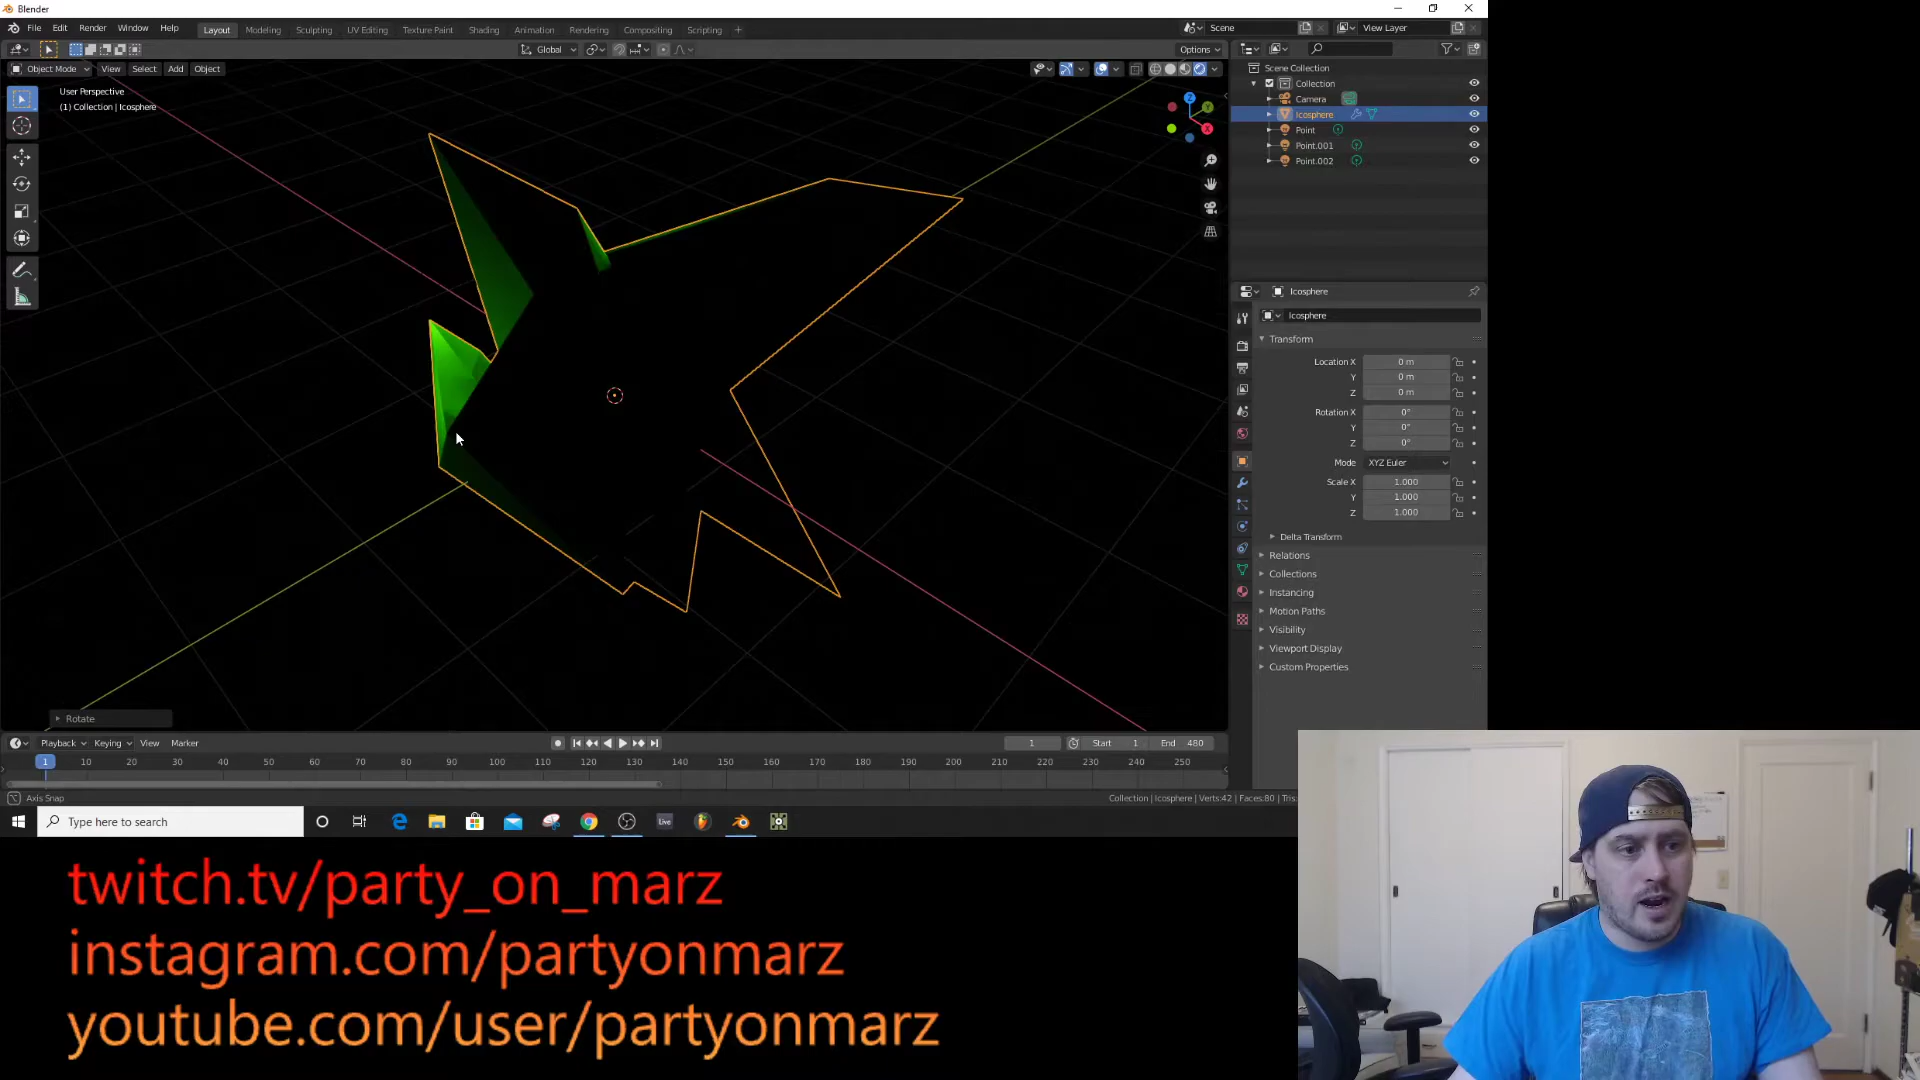 Blender
File Edit Render Window Help Layout Modeling Sculpting UV Editing Texture Paint Shading Animation Rendering Compositing Scripting + Scene View Layer
Global Options
Object Mode View Select Add Object
User Perspective
(1) Collection | Icosphere
Z
Y
X
Scene Collection
Collection
Camera
Icosphere
Point
Point.001
Point.002
Icosphere
Icosphere
Transform
Location X 0 m
Y 0 m
Z 0 m
Rotation X 0°
Y 0°
Z 0°
Mode XYZ Euler
Scale X 1.000
Y 1.000
Z 1.000
Delta Transform
Relations
Collections
Instancing
Motion Paths
Visibility
Viewport Display
Custom Properties
Rotate
Playback Keying View Marker 1 Start 1 End 480
1 10 20 30 40 50 60 70 80 90 100 110 120 130 140 150 160 170 180 190 200 210 220 230 240 250
Axis Snap Collection | Icosphere | Verts:42 | Faces:80 | Tris:
Type here to search Live
twitch.tv/party_on_marz
instagram.com/partyonmarz
youtube.com/user/partyonmarz